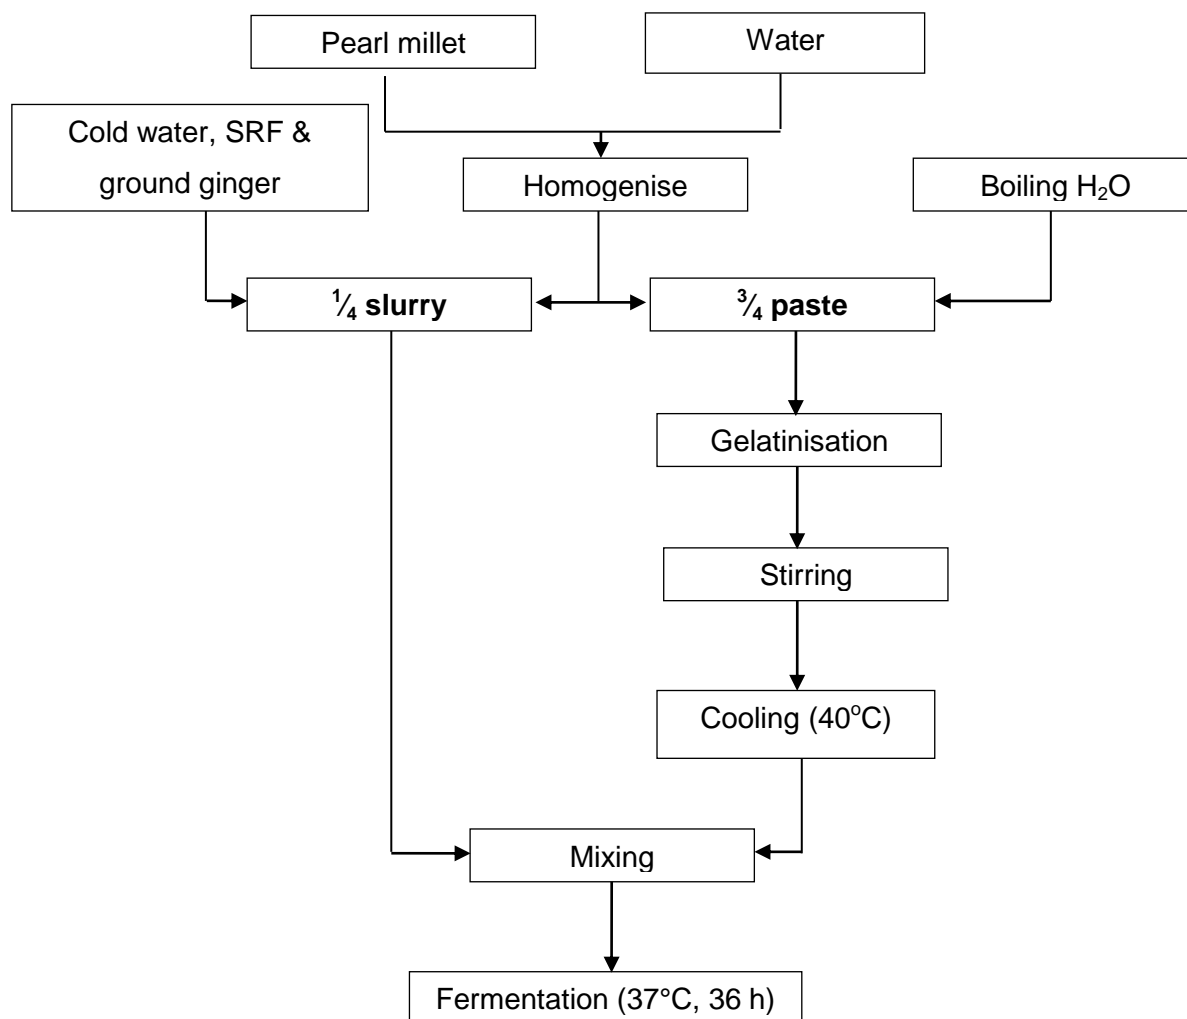 Pearl millet
Water
Cold water, SRF &
ground ginger
Homogenise
Boiling H₂O
¹⁄₄ slurry
³⁄₄ paste
Gelatinisation
Stirring
Cooling (40°C)
Mixing
Fermentation (37°C, 36 h)